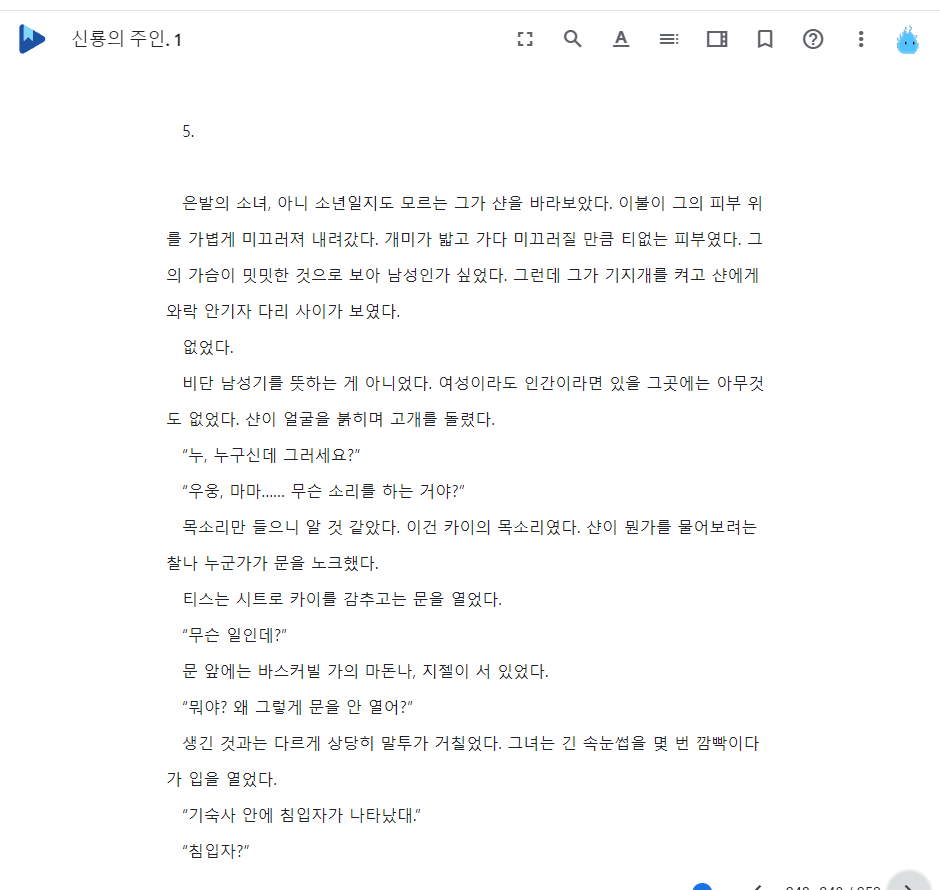 신룡의 주인. 1
5.
은발의 소녀, 아니 소년일지도 모르는 그가 샨을 바라보았다. 이불이 그의 피부 위
를 가볍게 미끄러져 내려갔다. 개미가 밟고 가다 미끄러질 만큼 티없는 피부였다. 그
의 가슴이 밋밋한 것으로 보아 남성인가 싶었다. 그런데 그가 기지개를 켜고 샨에게
와락 안기자 다리 사이가 보였다.
없었다.
비단 남성기를 뜻하는 게 아니었다. 여성이라도 인간이라면 있을 그곳에는 아무것
도 없었다. 샨이 얼굴을 붉히며 고개를 돌렸다.
“누, 누구신데 그러세요?”
“우웅, 마마…… 무슨 소리를 하는 거야?”
목소리만 들으니 알 것 같았다. 이건 카이의 목소리였다. 샨이 뭔가를 물어보려는
찰나 누군가가 문을 노크했다.
티스는 시트로 카이를 감추고는 문을 열었다.
“무슨 일인데?”
문 앞에는 바스커빌 가의 마돈나, 지젤이 서 있었다.
“뭐야? 왜 그렇게 문을 안 열어?”
생긴 것과는 다르게 상당히 말투가 거칠었다. 그녀는 긴 속눈썹을 몇 번 깜빡이다
가 입을 열었다.
“기숙사 안에 침입자가 나타났대.”
“침입자?”